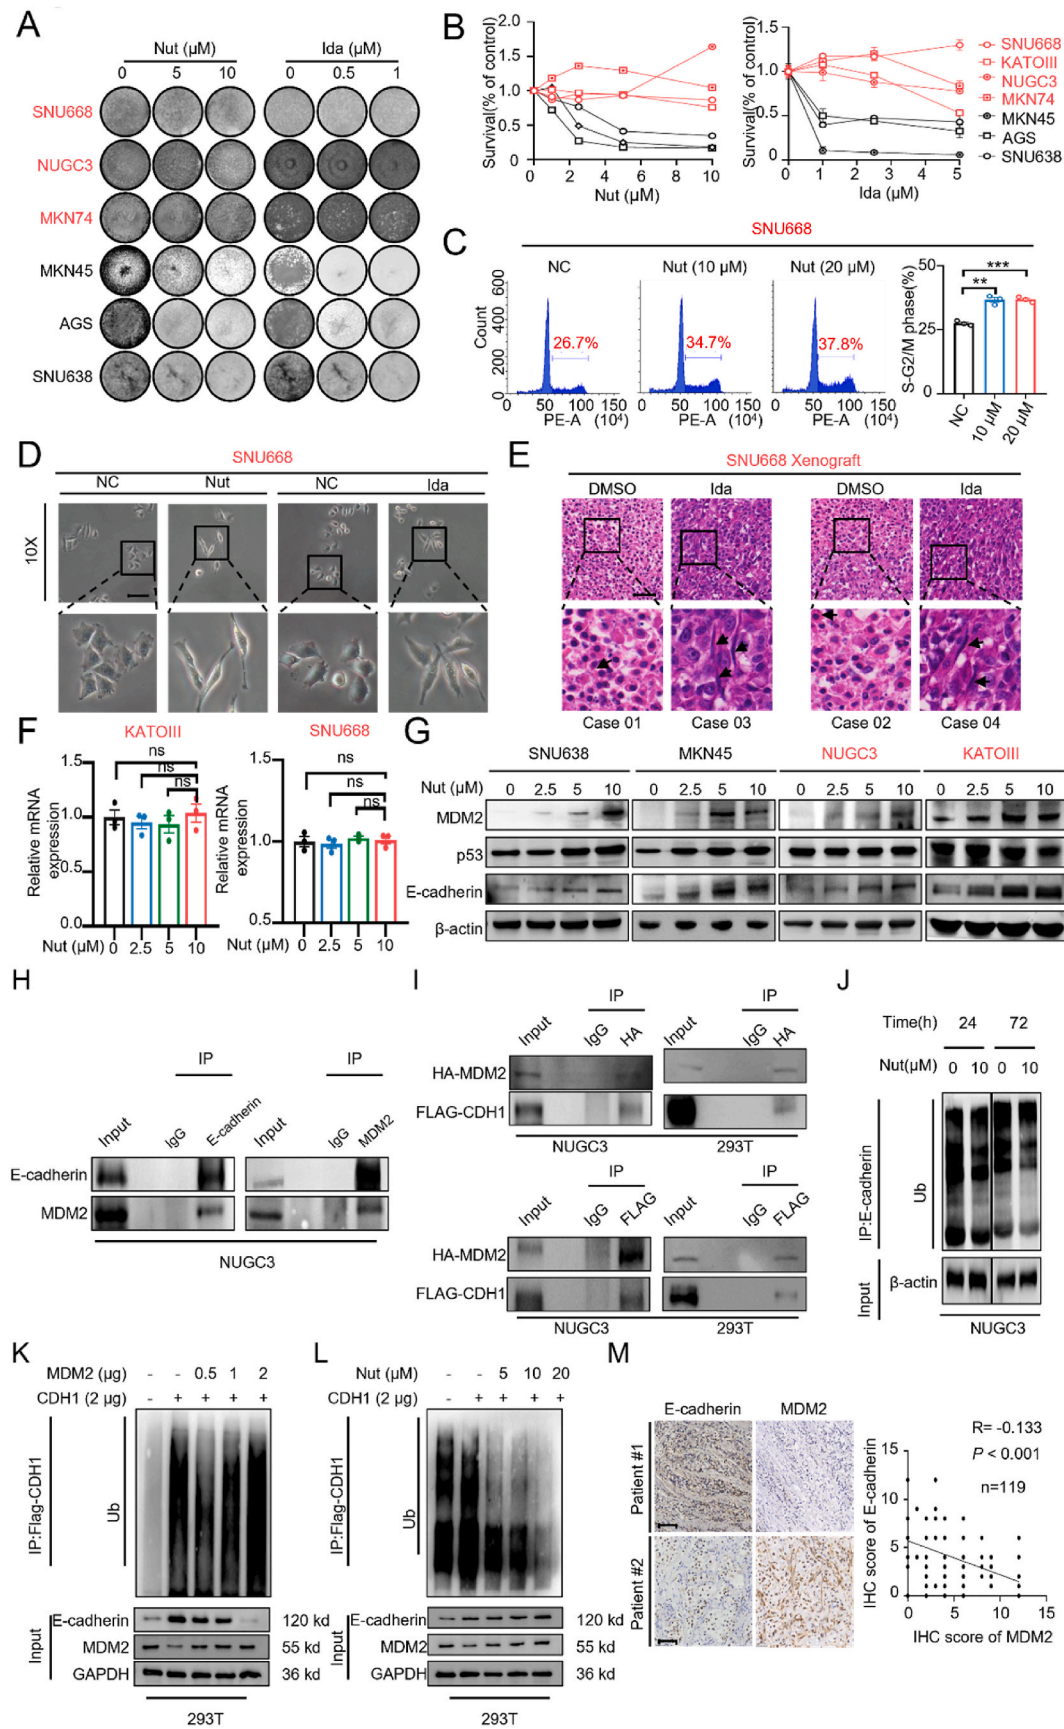 A
Nut (µM) Ida (µM)
0 5 10 0 0.5 1
SNU668
NUGC3
MKN74
MKN45
AGS
SNU638
B
Survival(% of control)
2.0
1.5
1.0
0.5
0
0 2 4 6 8 10
Nut (µM)
Survival(% of control)
1.5
1.0
0.5
0
0 1 2 3 4 5
Ida (µM)
SNU668
KATOIII
NUGC3
MKN74
MKN45
AGS
SNU638
C
SNU668
NC Nut (10 µM) Nut (20 µM)
Count
600
400
200
0
26.7% 34.7% 37.8%
0 50 100 150 0 50 100 150 0 50 100 150
PE-A (10⁴) PE-A (10⁴) PE-A (10⁴)
S-G2/M phase(%)
50
25
0
***
**
NC 10 µM 20 µM
D
SNU668
NC Nut NC Ida
10X
E
SNU668 Xenograft
DMSO Ida DMSO Ida
Case 01 Case 03 Case 02 Case 04
F
KATOIII
Relative mRNA
expression
1.5
1.0
0.5
0.0
ns
ns
ns
Nut (µM) 0 2.5 5 10
SNU668
Relative mRNA
expression
1.5
1.0
0.5
ns
ns
ns
Nut (µM) 0 2.5 5 10
G
SNU638 MKN45 NUGC3 KATOIII
Nut (µM) 0 2.5 5 10 0 2.5 5 10 0 2.5 5 10 0 2.5 5 10
MDM2
p53
E-cadherin
β-actin
H
IP IP
Input IgG E-cadherin Input IgG MDM2
E-cadherin
MDM2
NUGC3
I
IP IP
Input IgG HA Input IgG HA
HA-MDM2
FLAG-CDH1
NUGC3 293T
Input IgG FLAG Input IgG FLAG
HA-MDM2
FLAG-CDH1
NUGC3 293T
J
Time(h) 24 72
Nut(µM) 0 10 0 10
IP:E-cadherin
Ub
Input
β-actin
NUGC3
K
MDM2 (µg) - - 0.5 1 2
CDH1 (2 µg) - + + + +
IP:Flag-CDH1
Ub
Input
E-cadherin 120 kd
MDM2 55 kd
GAPDH 36 kd
293T
L
Nut (µM) - - 5 10 20
CDH1 (2 µg) - + + + +
IP:Flag-CDH1
Ub
Input
E-cadherin 120 kd
MDM2 55 kd
GAPDH 36 kd
293T
M
E-cadherin MDM2
Patient #1
Patient #2
R= -0.133
P < 0.001
n=119
IHC score of E-cadherin
15
10
5
0
0 5 10 15
IHC score of MDM2